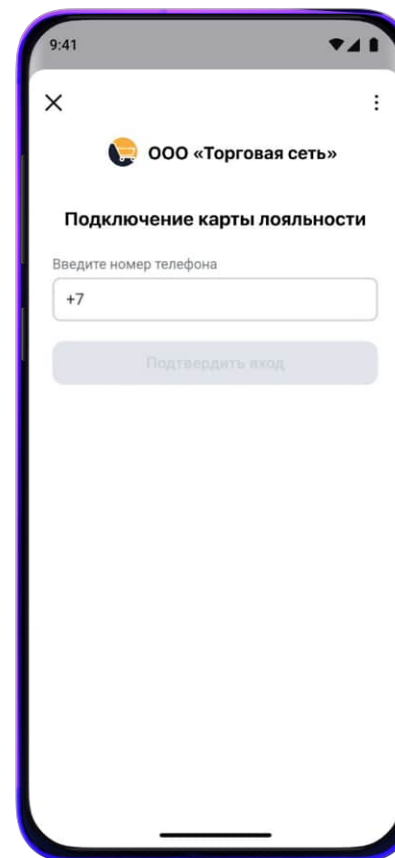 9:41
ООО «Торговая сеть»
Подключение карты лояльности
Введите номер телефона
+7
Подтвердить вход